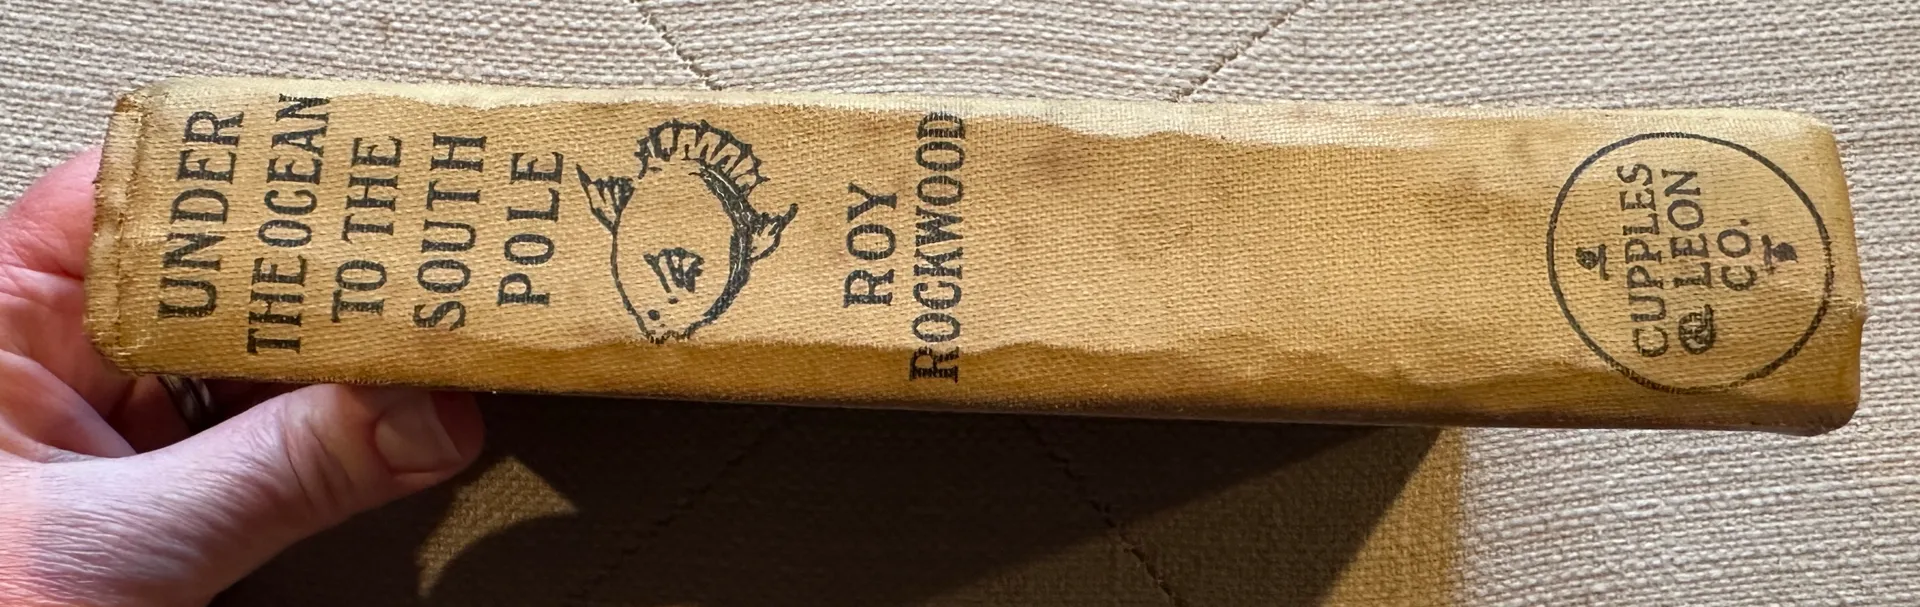 UNDER
THE OCEAN
TO THE
SOUTH
POLE
ROY
ROCKWOOD
CUPPLES
& LEON
CO.